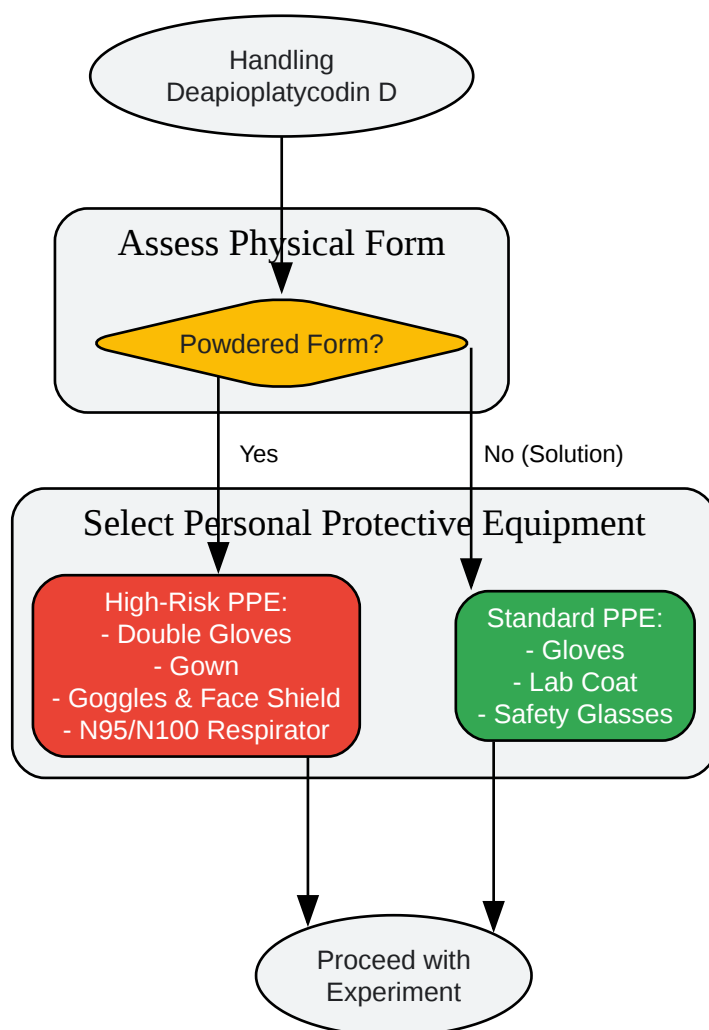 Handling
Deapioplatycodin D
Assess Physical Form
Powdered Form?
Yes
No (Solution)
Select Personal Protective Equipment
High-Risk PPE:
- Double Gloves
- Gown
- Goggles & Face Shield
- N95/N100 Respirator
Standard PPE:
- Gloves
- Lab Coat
- Safety Glasses
Proceed with
Experiment